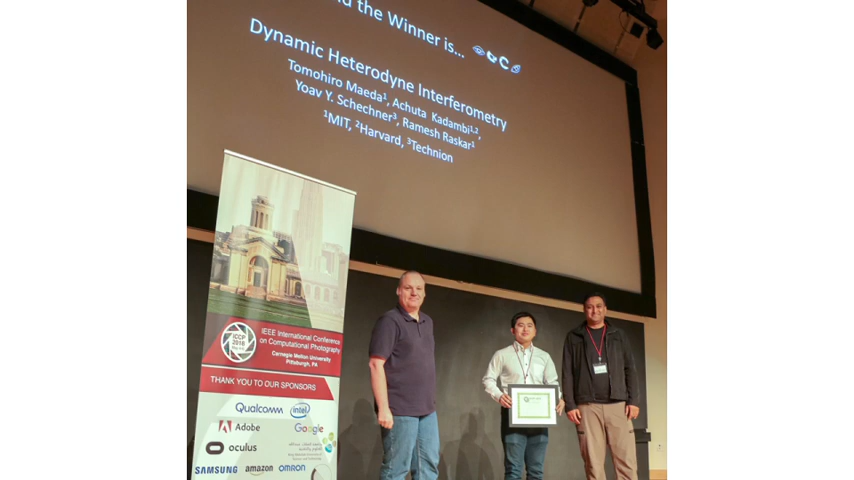 nd the Winner is...
Dynamic Heterodyne Interferometry
Tomohiro Maeda¹, Achuta Kadambi¹,²,
Yoav Y. Schechner³, Ramesh Raskar¹
¹MIT, ²Harvard, ³Technion
ICCP
2018
IEEE International Conference
on Computational Photography
Carnegie Mellon University
Pittsburgh, PA
THANK YOU TO OUR SPONSORS
Qualcomm intel
Adobe Google
oculus
SAMSUNG amazon OMRON